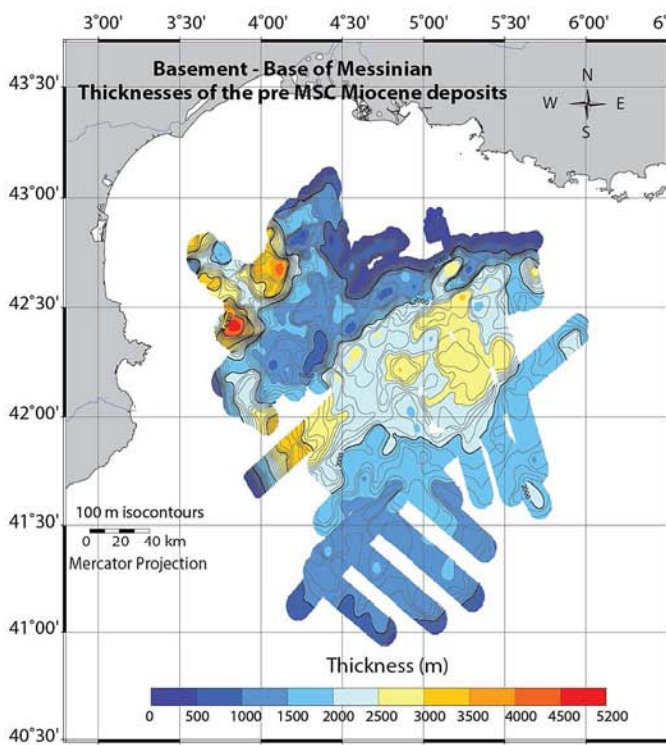 3°00' 3°30' 4°00' 4°30' 5°00' 5°30' 6°00'
Basement - Base of Messinian
Thicknesses of the pre MSC Miocene deposits
N
W E
S
43°30'
43°00'
42°30'
42°00'
41°30'
41°00'
40°30'
100 m isocontours
0 20 40 km
Mercator Projection
Thickness (m)
0 500 1000 1500 2000 2500 3000 3500 4000 4500 5200